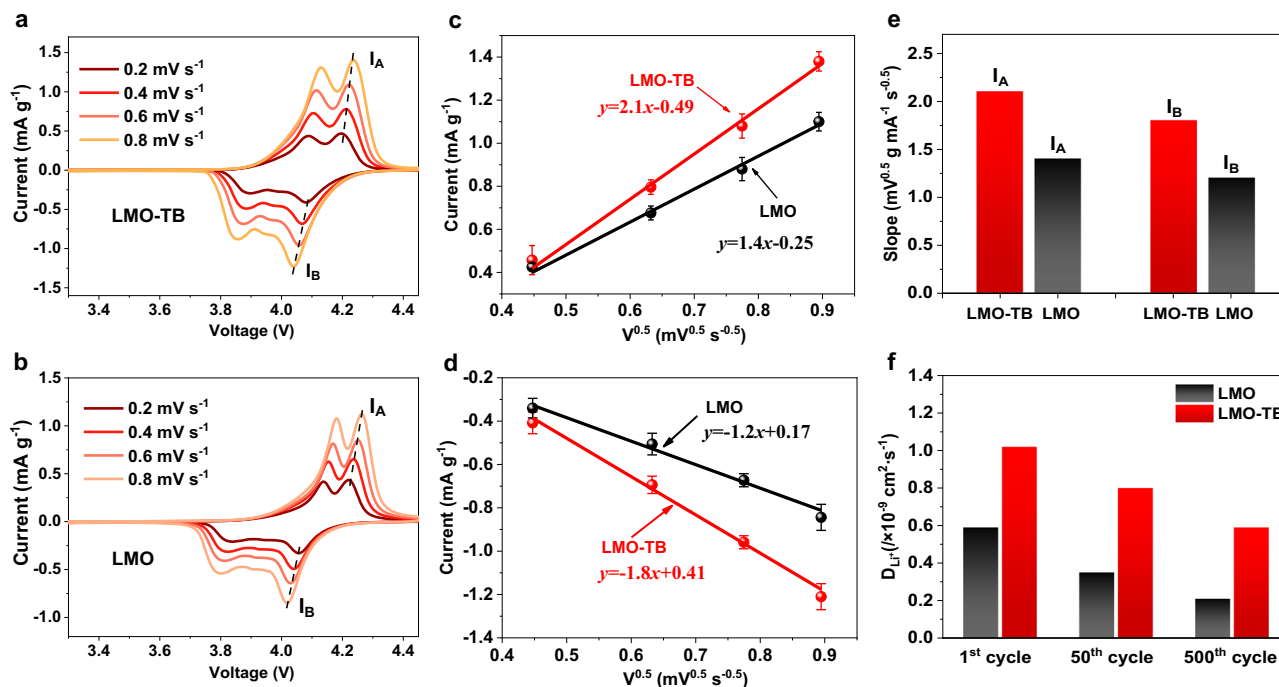 a
0.2 mV s⁻¹
0.4 mV s⁻¹
0.6 mV s⁻¹
0.8 mV s⁻¹
I_A
I_B
LMO-TB
Current (mA g⁻¹)
1.5
1.0
0.5
0.0
-0.5
-1.0
-1.5
3.4 3.6 3.8 4.0 4.2 4.4
Voltage (V)
b
0.2 mV s⁻¹
0.4 mV s⁻¹
0.6 mV s⁻¹
0.8 mV s⁻¹
I_A
I_B
LMO
Current (mA g⁻¹)
1.5
1.0
0.5
0.0
-0.5
-1.0
3.4 3.6 3.8 4.0 4.2 4.4
Voltage (V)
c
LMO-TB
y=2.1x-0.49
LMO
y=1.4x-0.25
Current (mA g⁻¹)
1.4
1.2
1.0
0.8
0.6
0.4
0.4 0.5 0.6 0.7 0.8 0.9
V^0.5 (mV^0.5 s^-0.5)
d
LMO
y=-1.2x+0.17
LMO-TB
y=-1.8x+0.41
Current (mA g⁻¹)
-0.2
-0.4
-0.6
-0.8
-1.0
-1.2
-1.4
0.4 0.5 0.6 0.7 0.8 0.9
V^0.5 (mV^0.5 s^-0.5)
e
I_A
I_A
I_B
I_B
Slope (mV^0.5 g mA⁻¹ s^-0.5)
2.5
2.0
1.5
1.0
0.5
0.0
LMO-TB LMO LMO-TB LMO
f
LMO
LMO-TB
D_Li⁺(/×10⁻⁹ cm²·s⁻¹)
1.4
1.2
1.0
0.8
0.6
0.4
0.2
0.0
1ˢᵗ cycle 50ᵗʰ cycle 500ᵗʰ cycle